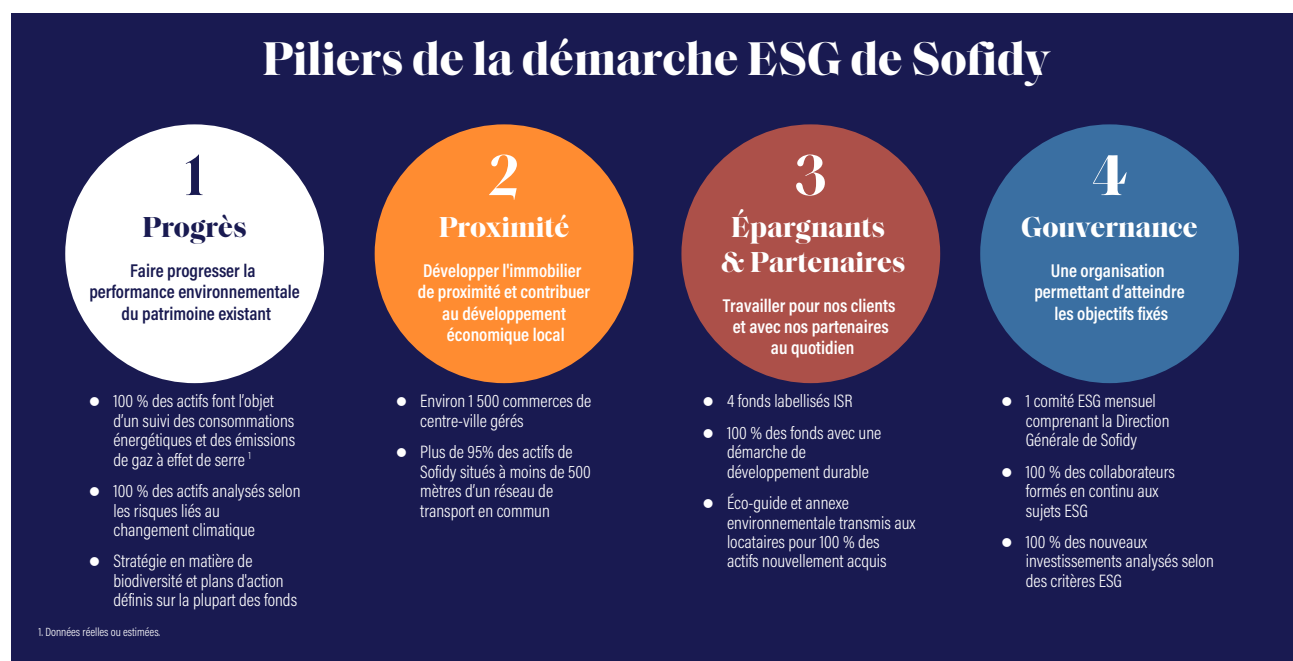 Piliers de la démarche ESG de Sofidy
1
Progrès
Faire progresser la
performance environnementale
du patrimoine existant
● 100 % des actifs font l'objet
d'un suivi des consommations
énergétiques et des émissions
de gaz à effet de serre ¹
● 100 % des actifs analysés selon
les risques liés au
changement climatique
● Stratégie en matière de
biodiversité et plans d'action
définis sur la plupart des fonds
2
Proximité
Développer l'immobilier
de proximité et contribuer
au développement
économique local
● Environ 1 500 commerces de
centre-ville gérés
● Plus de 95% des actifs de
Sofidy situés à moins de 500
mètres d'un réseau de
transport en commun
3
Épargnants
& Partenaires
Travailler pour nos clients
et avec nos partenaires
au quotidien
● 4 fonds labellisés ISR
● 100 % des fonds avec une
démarche de
développement durable
● Éco-guide et annexe
environnementale transmis aux
locataires pour 100 % des
actifs nouvellement acquis
4
Gouvernance
Une organisation
permettant d'atteindre
les objectifs fixés
● 1 comité ESG mensuel
comprenant la Direction
Générale de Sofidy
● 100 % des collaborateurs
formés en continu aux
sujets ESG
● 100 % des nouveaux
investissements analysés selon
des critères ESG
1. Données réelles ou estimées.